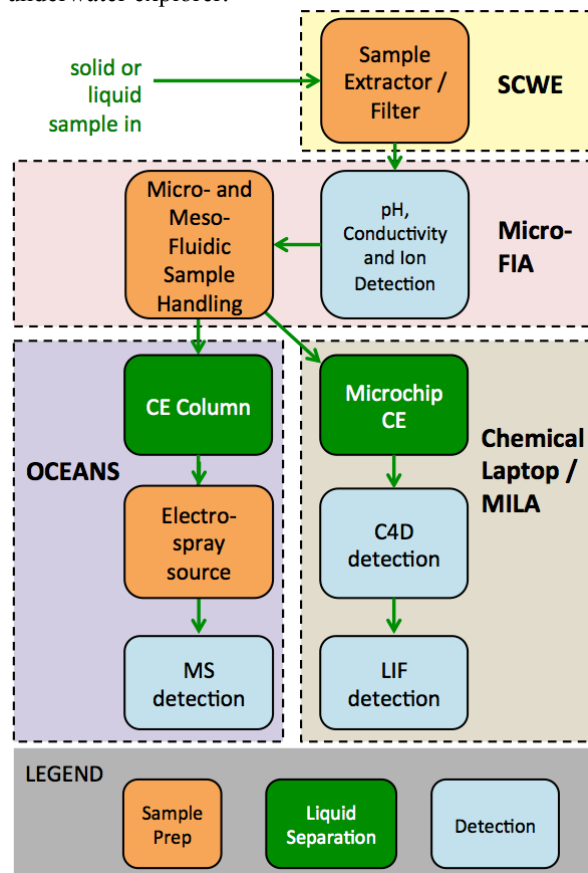 underwater explorer.
solid or
liquid
sample in
Sample
Extractor /
Filter
SCWE
Micro- and
Meso-
Fluidic
Sample
Handling
pH,
Conductivity
and Ion
Detection
Micro-
FIA
OCEANS
CE Column
Electro-
spray
source
MS
detection
Microchip
CE
C4D
detection
LIF
detection
Chemical
Laptop /
MILA
LEGEND
Sample
Prep
Liquid
Separation
Detection